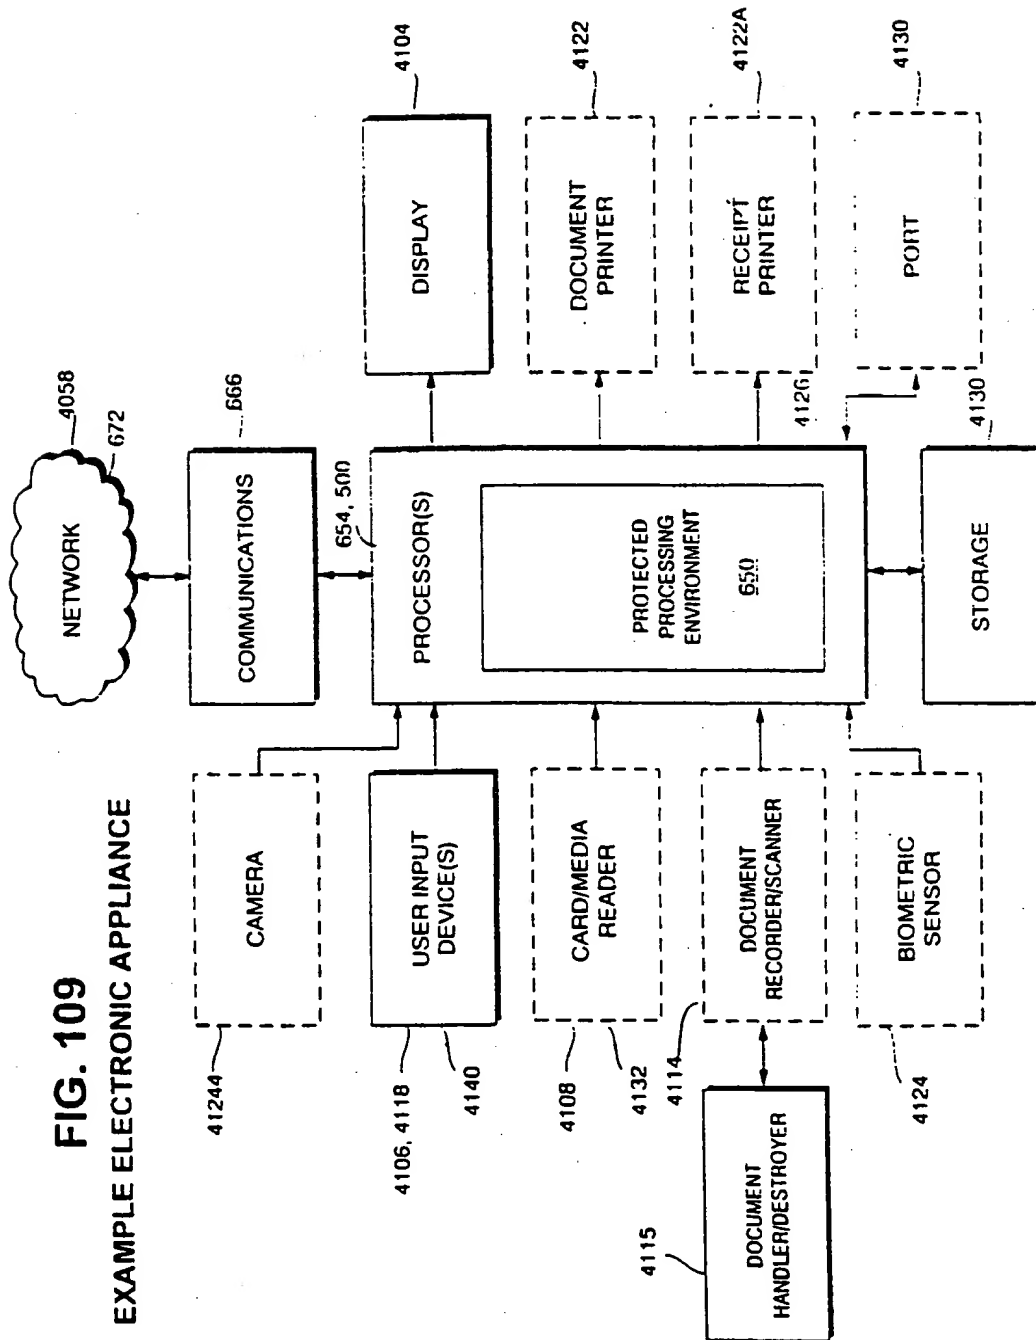 FIG. 109
EXAMPLE ELECTRONIC APPLIANCE
NETWORK
4058
672
COMMUNICATIONS
666
654, 500
PROCESSOR(S)
PROTECTED
PROCESSING
ENVIRONMENT
650
4126
STORAGE
4130
CAMERA
4124A
USER INPUT
DEVICE(S)
4106, 4118
4140
CARD/MEDIA
READER
4108
4132
DOCUMENT
RECORDER/SCANNER
4114
DOCUMENT
HANDLER/DESTROYER
4115
BIOMETRIC
SENSOR
4124
DISPLAY
4104
DOCUMENT
PRINTER
4122
RECEIPT
PRINTER
4122A
PORT
4130